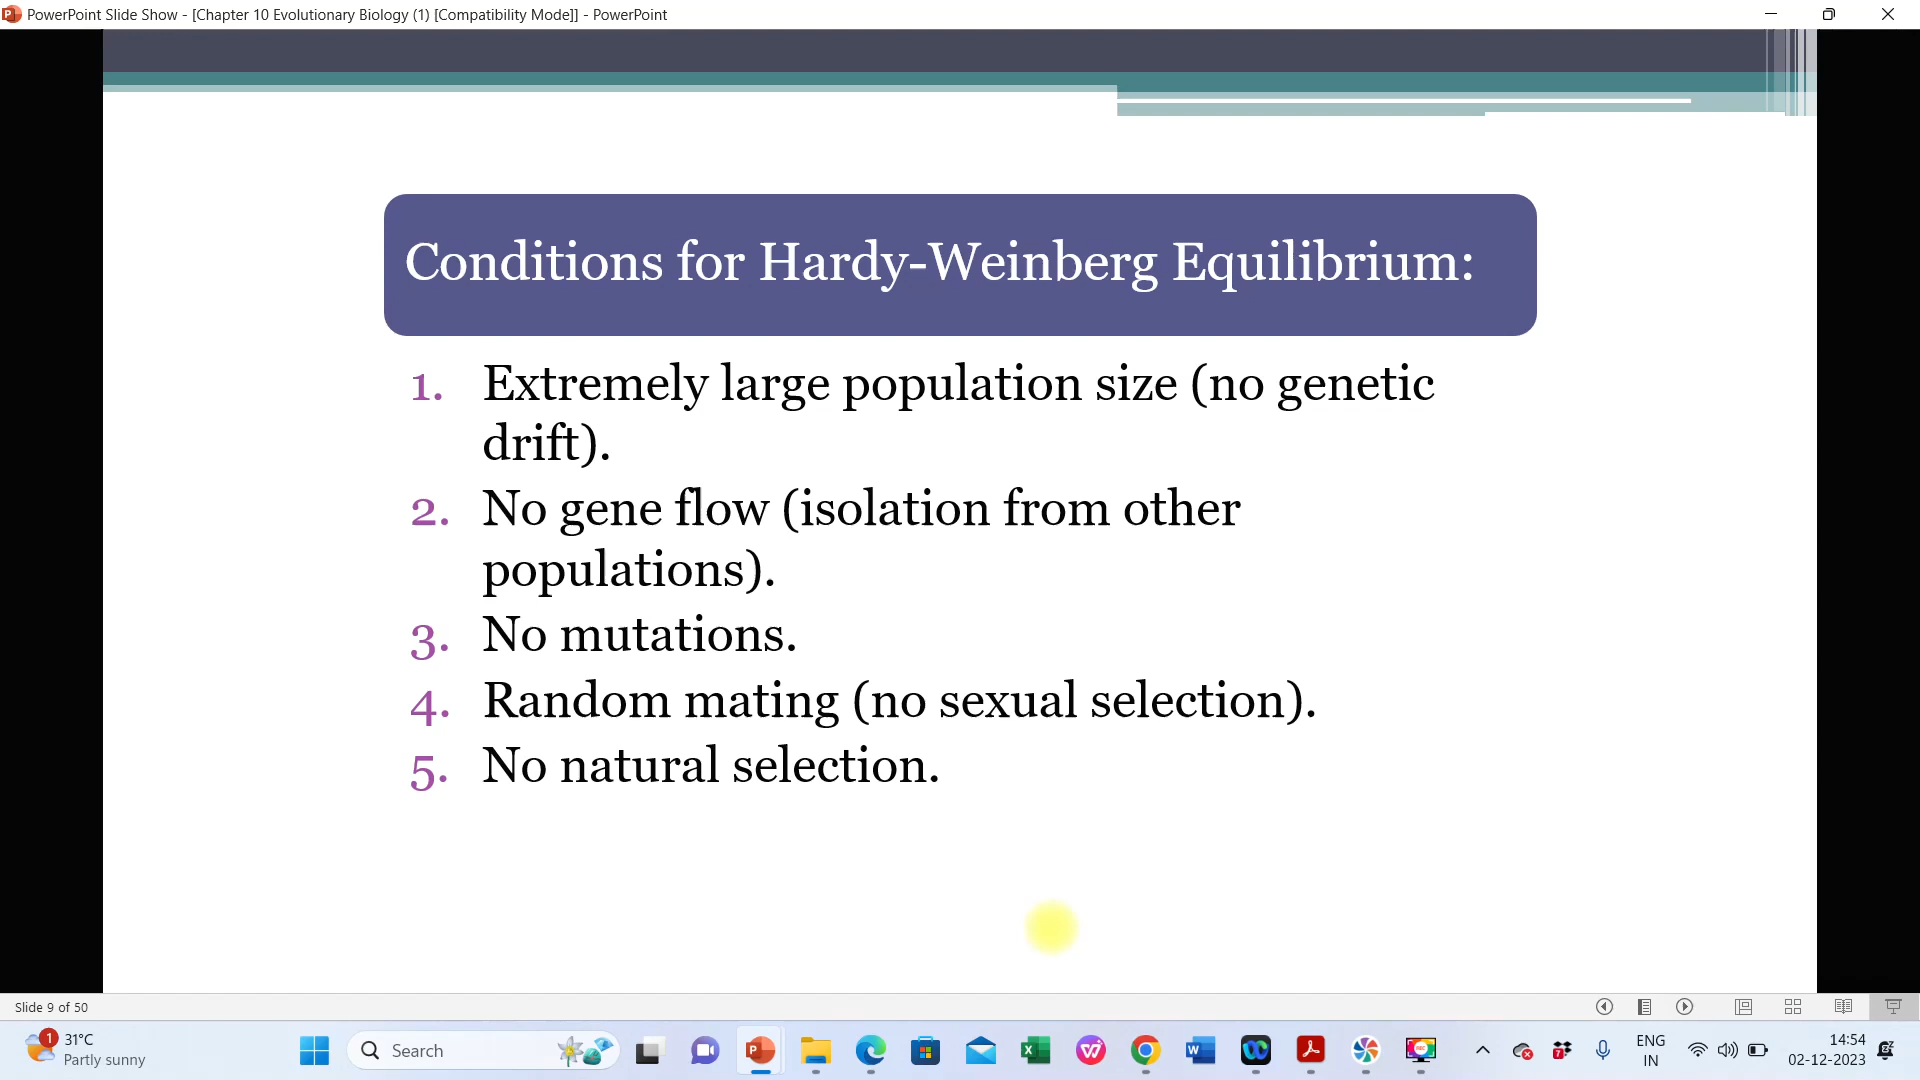 PowerPoint Slide Show - [Chapter 10 Evolutionary Biology (1) [Compatibility Mode]] - PowerPoint
Conditions for Hardy-Weinberg Equilibrium:
1. Extremely large population size (no genetic
drift).
2. No gene flow (isolation from other
populations).
3. No mutations.
4. Random mating (no sexual selection).
5. No natural selection.
Slide 9 of 50
1
31°C
Partly sunny
Search
7
ENG
IN
14:54
02-12-2023